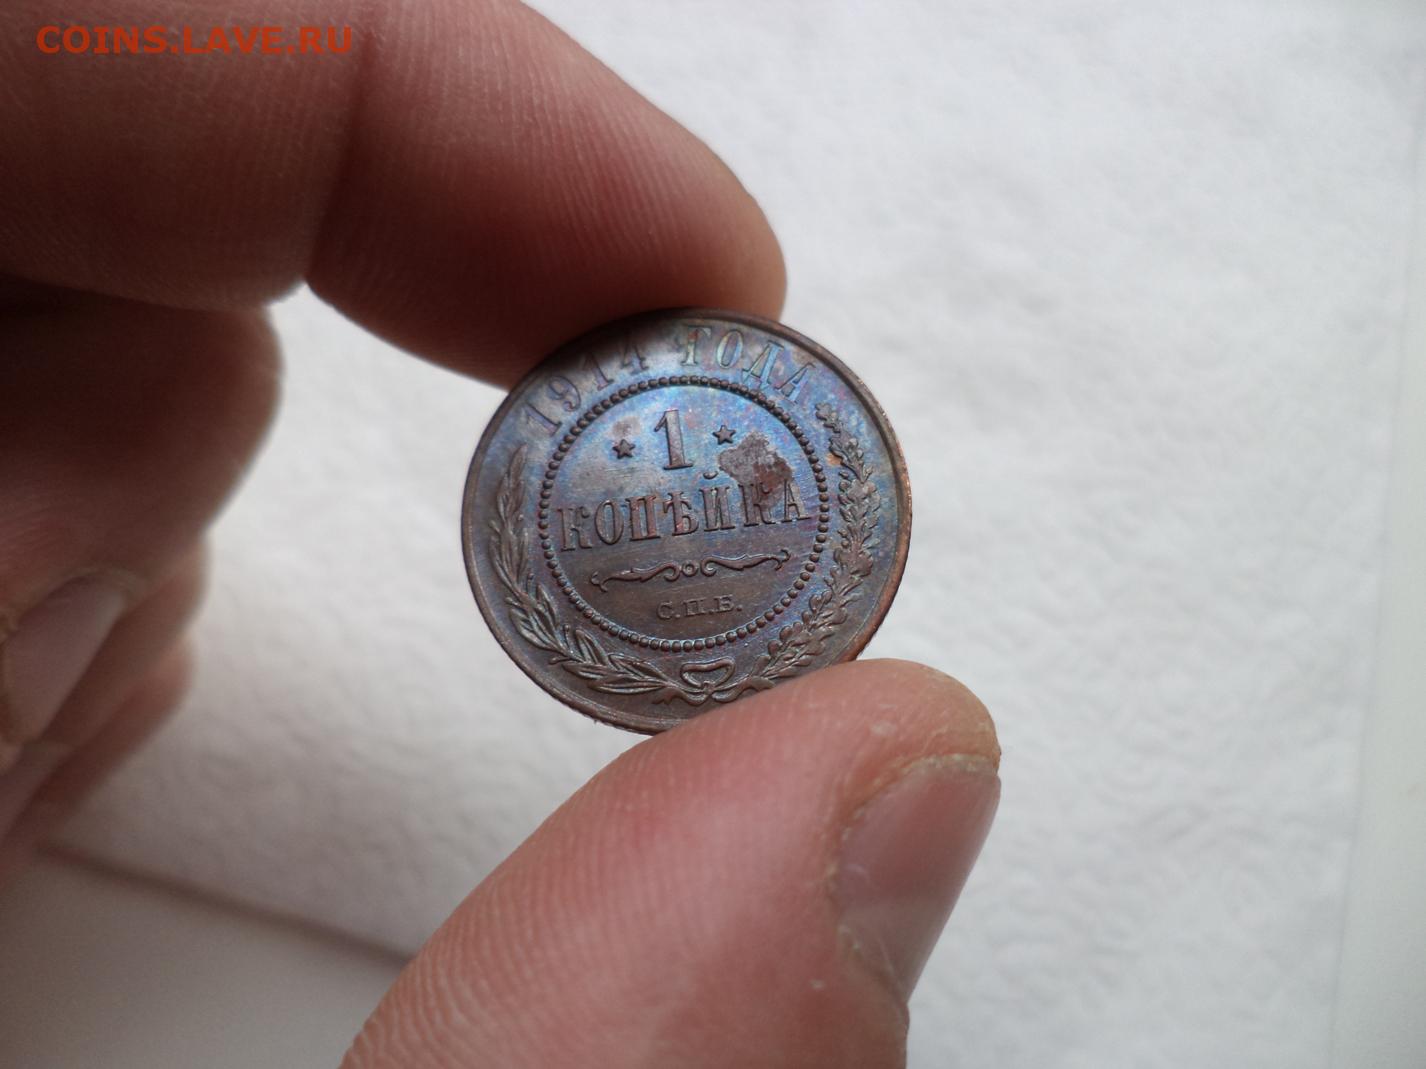 COINS.LAVE.RU
1914 ГОДА
1
КОПѢЙКА
С.П.Б.